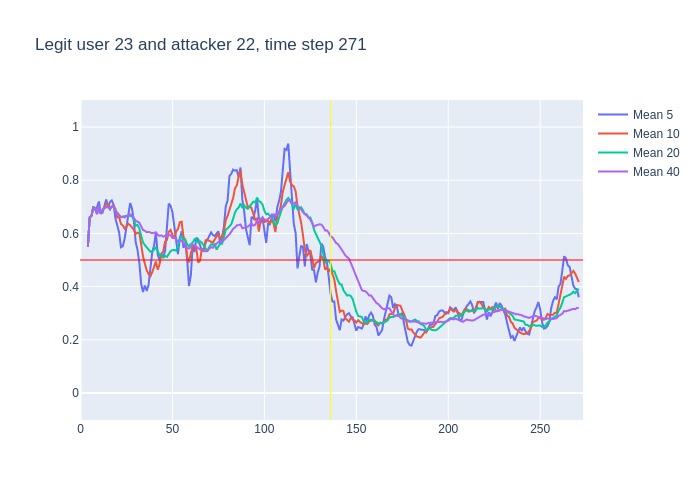 Legit user 23 and attacker 22, time step 271
Mean 5
Mean 10
Mean 20
Mean 40
1
0.8
0.6
0.4
0.2
0
0 50 100 150 200 250